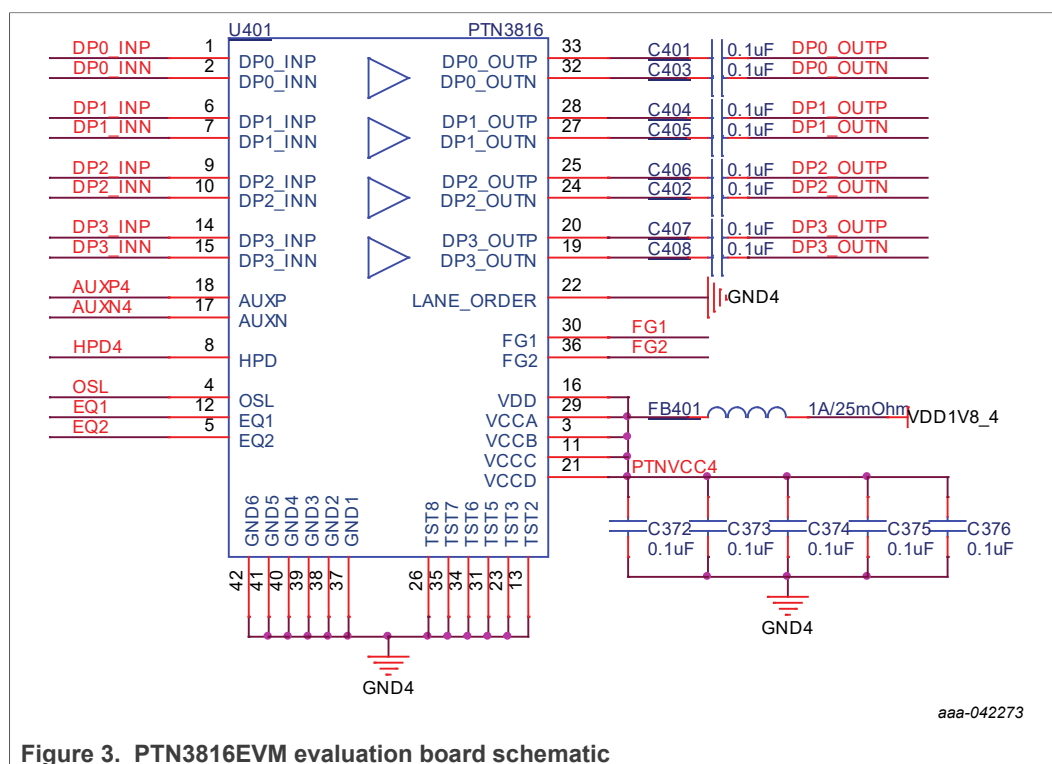 U401 PTN3816
DP0_INP 1 DP0_INP DP0_OUTP 33 C401 0.1uF DP0_OUTP
DP0_INN 2 DP0_INN DP0_OUTN 32 C403 0.1uF DP0_OUTN
DP1_INP 6 DP1_INP DP1_OUTP 28 C404 0.1uF DP1_OUTP
DP1_INN 7 DP1_INN DP1_OUTN 27 C405 0.1uF DP1_OUTN
DP2_INP 9 DP2_INP DP2_OUTP 25 C406 0.1uF DP2_OUTP
DP2_INN 10 DP2_INN DP2_OUTN 24 C402 0.1uF DP2_OUTN
DP3_INP 14 DP3_INP DP3_OUTP 20 C407 0.1uF DP3_OUTP
DP3_INN 15 DP3_INN DP3_OUTN 19 C408 0.1uF DP3_OUTN
AUXP4 18 AUXP LANE_ORDER 22 GND4
AUXN4 17 AUXN
FG1 30 FG1
HPD4 8 HPD FG2 36 FG2
OSL 4 OSL VDD 16
EQ1 12 EQ1 VCCA 29 FB401 1A/25mOhm VDD1V8_4
EQ2 5 EQ2 VCCB 3
VCCC 11
VCCD 21 PTNVCC4
GND6 GND5 GND4 GND3 GND2 GND1 TST8 TST7 TST6 TST5 TST3 TST2
C372 C373 C374 C375 C376
0.1uF 0.1uF 0.1uF 0.1uF 0.1uF
42 41 40 39 38 37 26 35 34 31 23 13
GND4
GND4
aaa-042273
Figure 3. PTN3816EVM evaluation board schematic